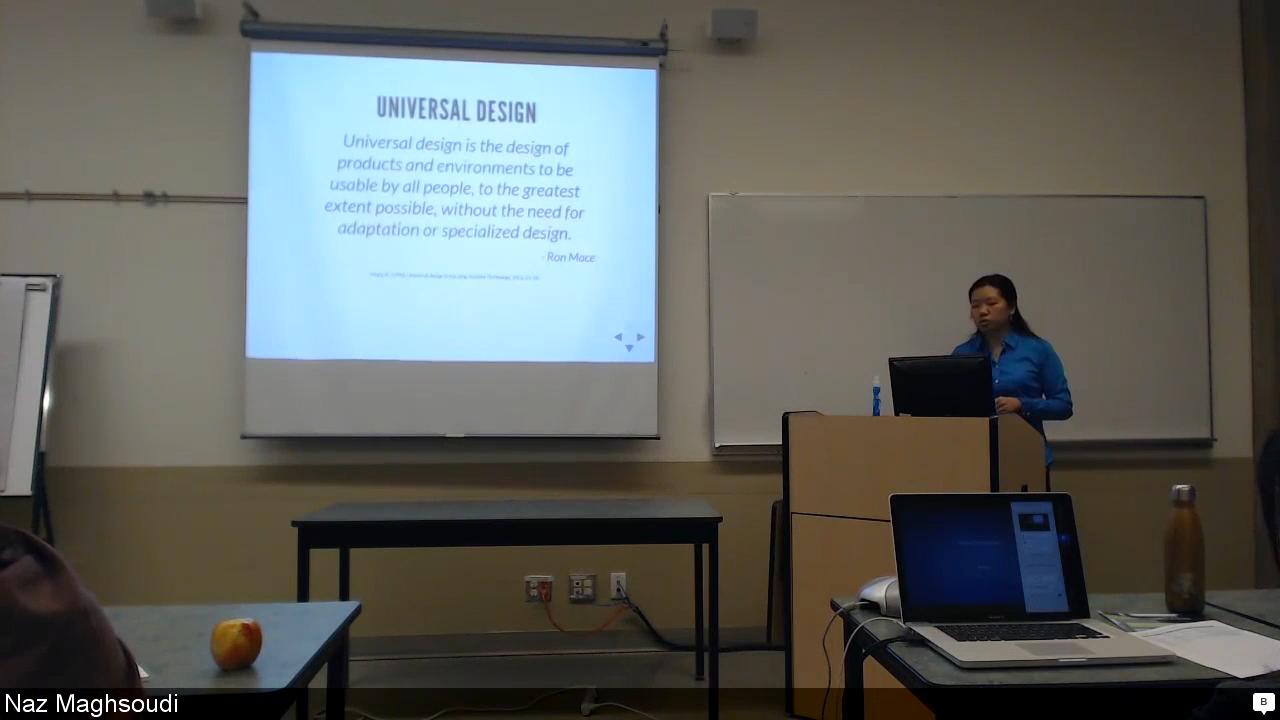 UNIVERSAL DESIGN
Universal design is the design of
products and environments to be
usable by all people, to the greatest
extent possible, without the need for
adaptation or specialized design.
- Ron Mace
Naz Maghsoudi
B